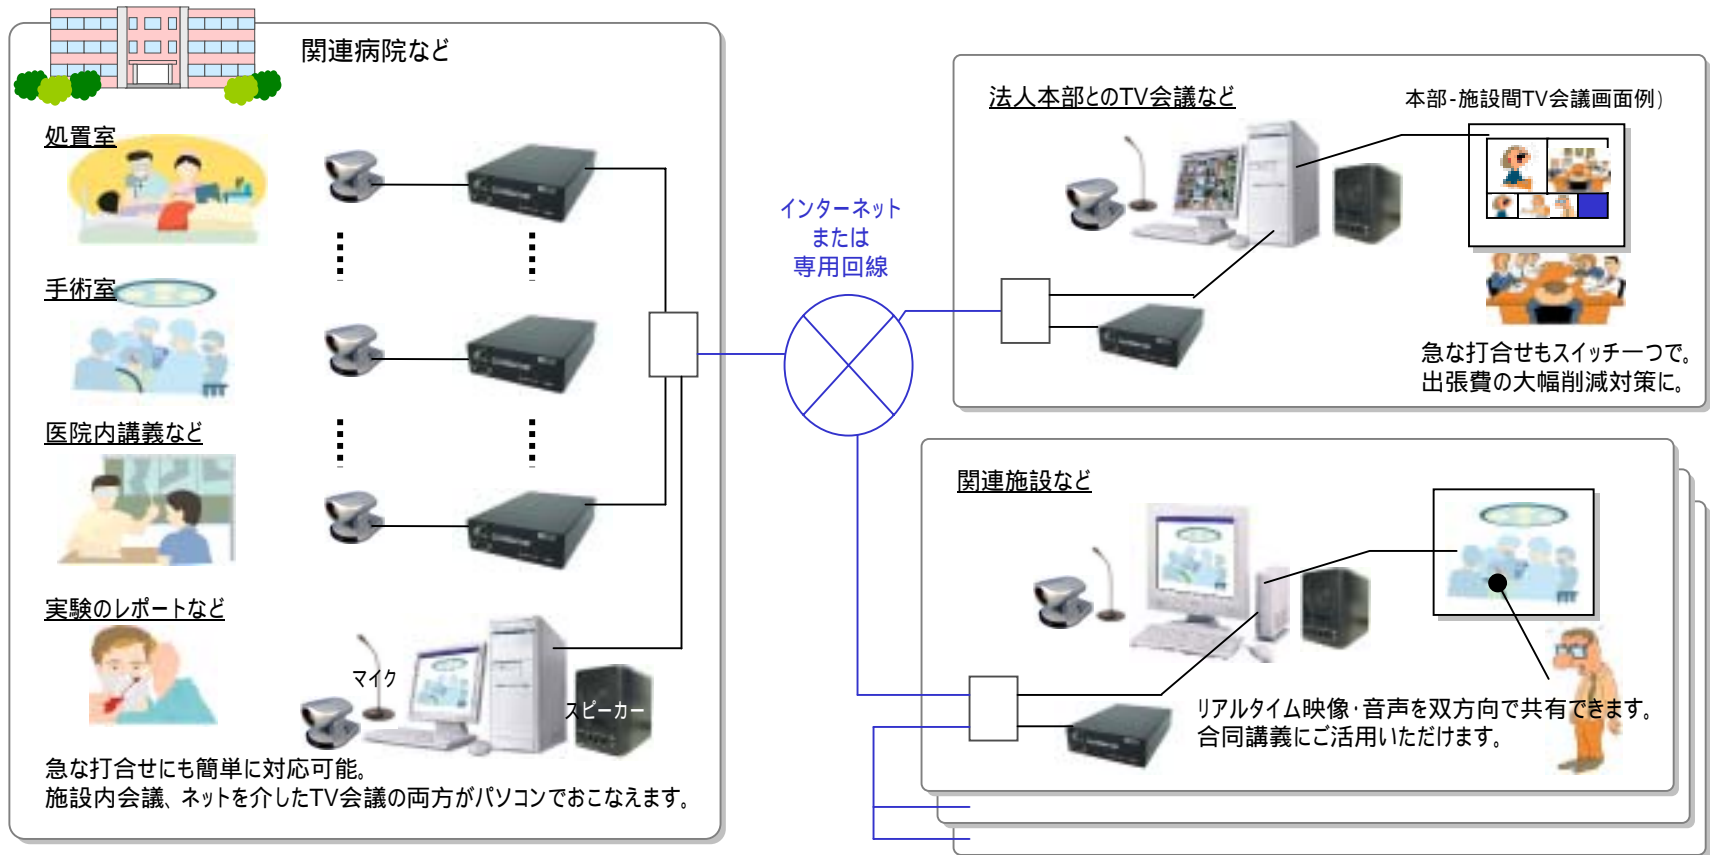 関連病院など
処置室
手術室
医院内講義など
実験のレポートなど
マイク
スピーカー
急な打合せにも簡単に対応可能。
施設内会議、ネットを介したTV会議の両方がパソコンでおこなえます。
インターネット
または
専用回線
法人本部とのTV会議など
本部-施設間TV会議画面例）
急な打合せもスイッチ一つで。
出張費の大幅削減対策に。
関連施設など
リアルタイム映像・音声を双方向で共有できます。
合同講義にご活用いただけます。